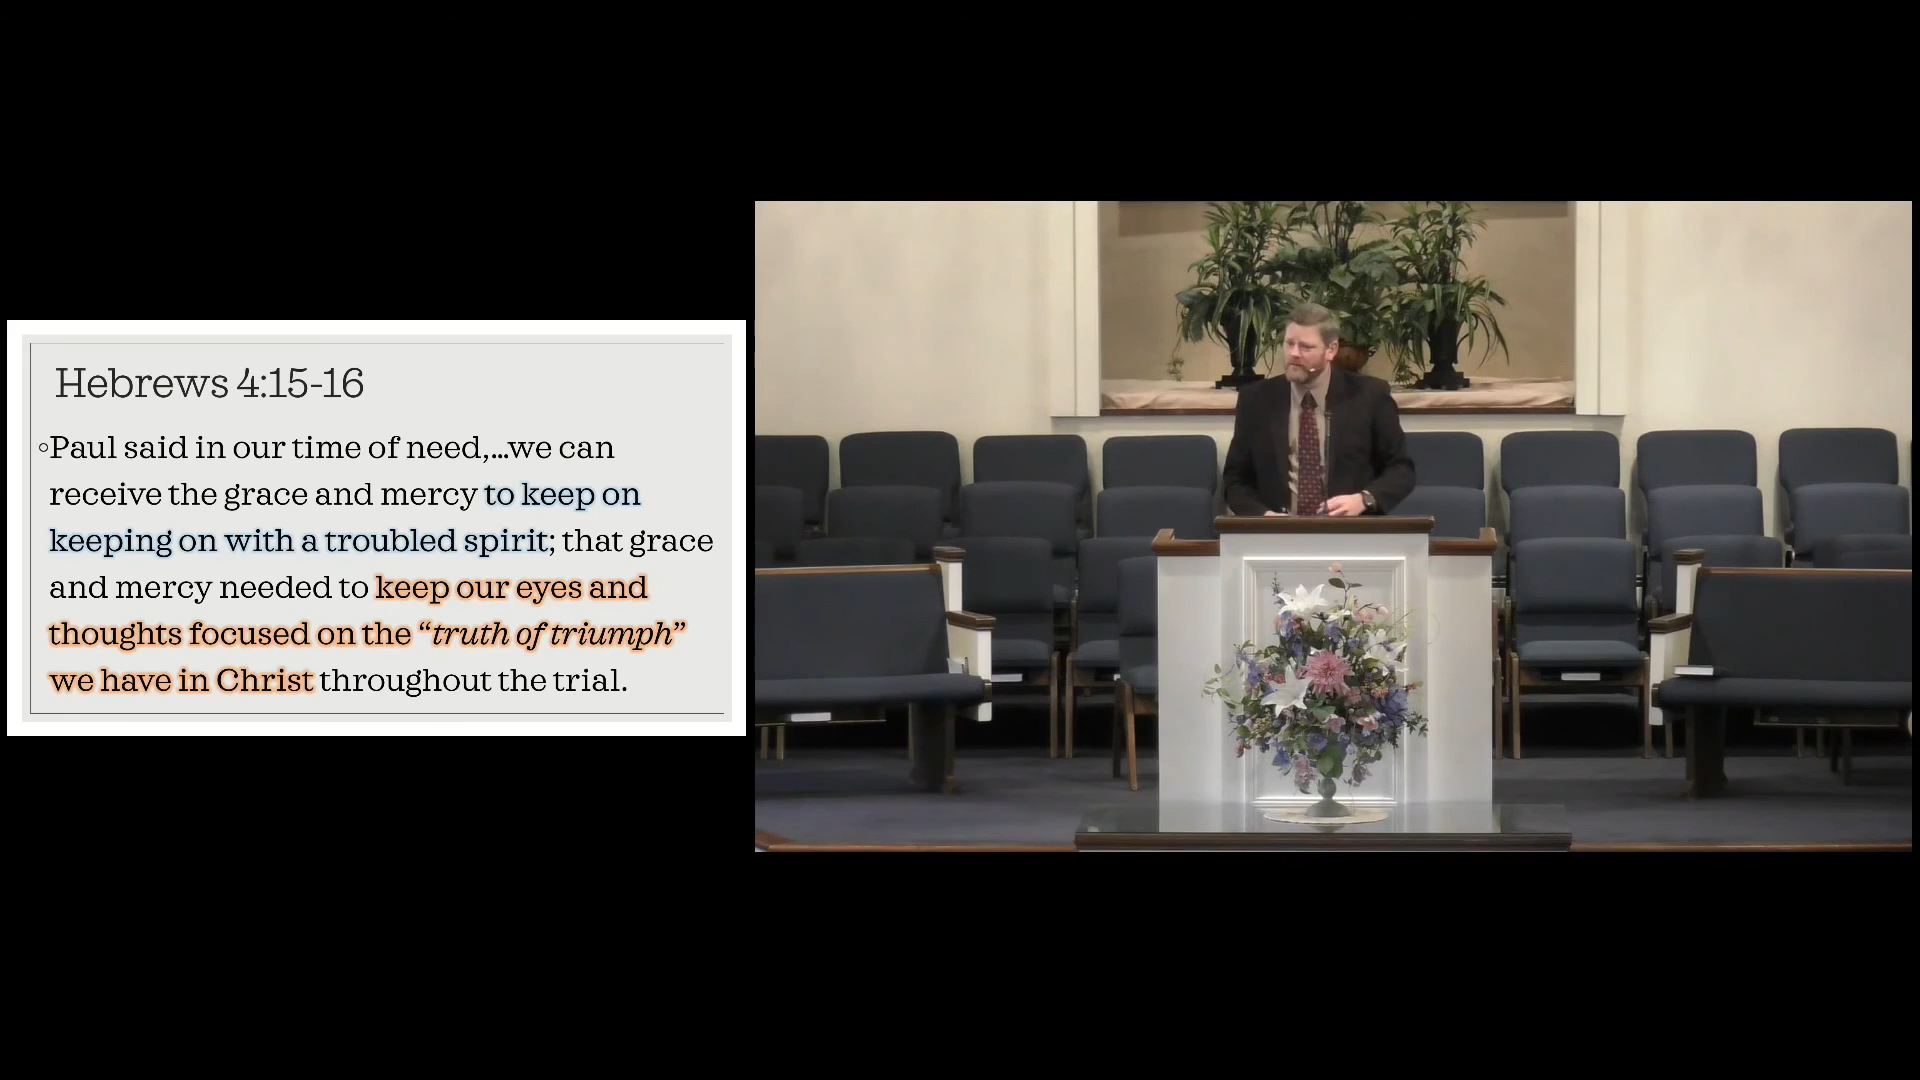 Hebrews 4:15-16
◦Paul said in our time of need,...we can
receive the grace and mercy to keep on
keeping on with a troubled spirit; that grace
and mercy needed to keep our eyes and
thoughts focused on the “truth of triumph”
we have in Christ throughout the trial.